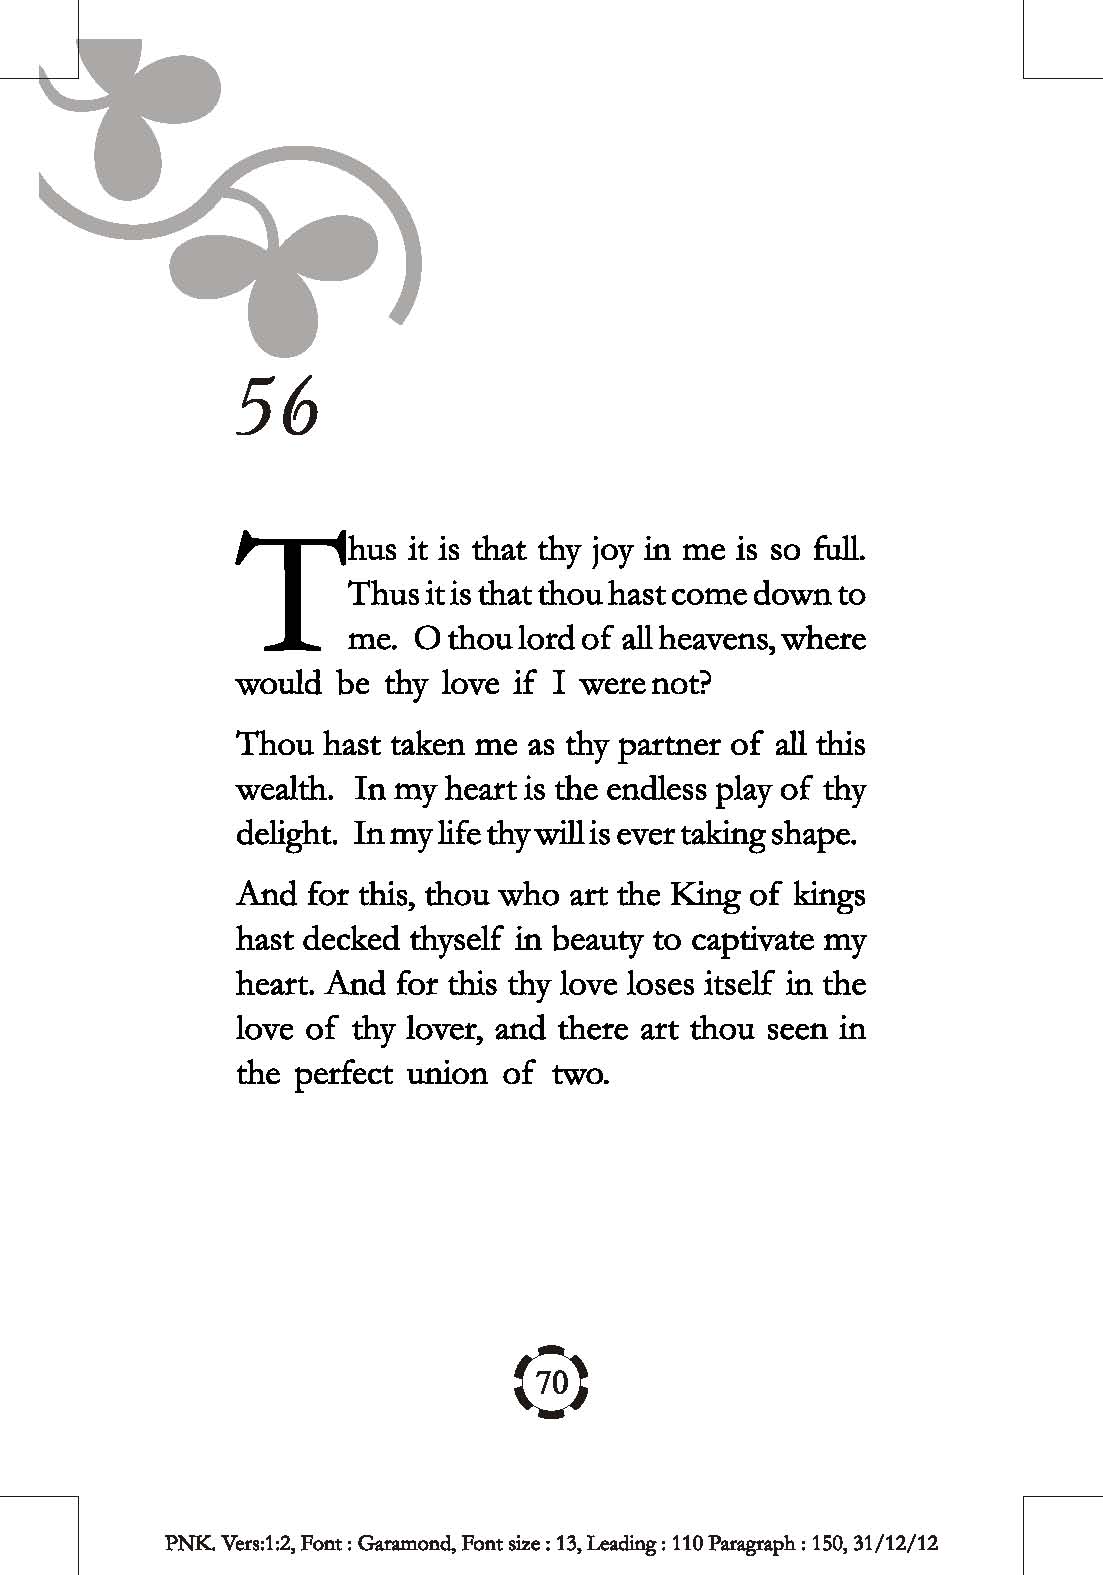 56
Thus it is that thy joy in me is so full.
Thus it is that thou hast come down to
me. O thou lord of all heavens, where
would be thy love if I were not?
Thou hast taken me as thy partner of all this
wealth. In my heart is the endless play of thy
delight. In my life thy will is ever taking shape.
And for this, thou who art the King of kings
hast decked thyself in beauty to captivate my
heart. And for this thy love loses itself in the
love of thy lover, and there art thou seen in
the perfect union of two.
70
PNK. Vers:1:2, Font : Garamond, Font size : 13, Leading : 110 Paragraph : 150, 31/12/12